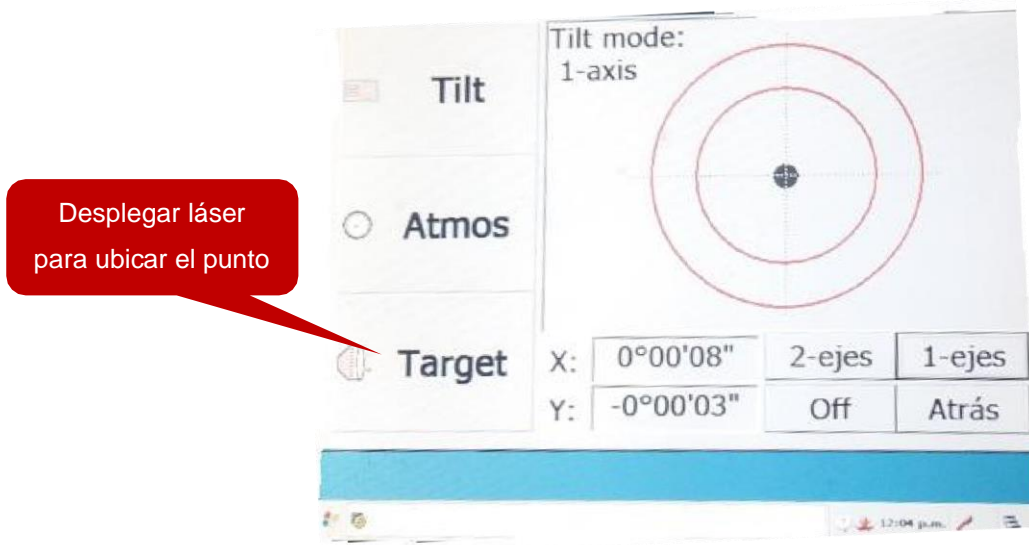 Desplegar láser
para ubicar el punto
Tilt
Atmos
Target
Tilt mode:
1-axis
X: 0°00'08" 2-ejes 1-ejes
Y: -0°00'03" Off Atrás
12:04 p.m.